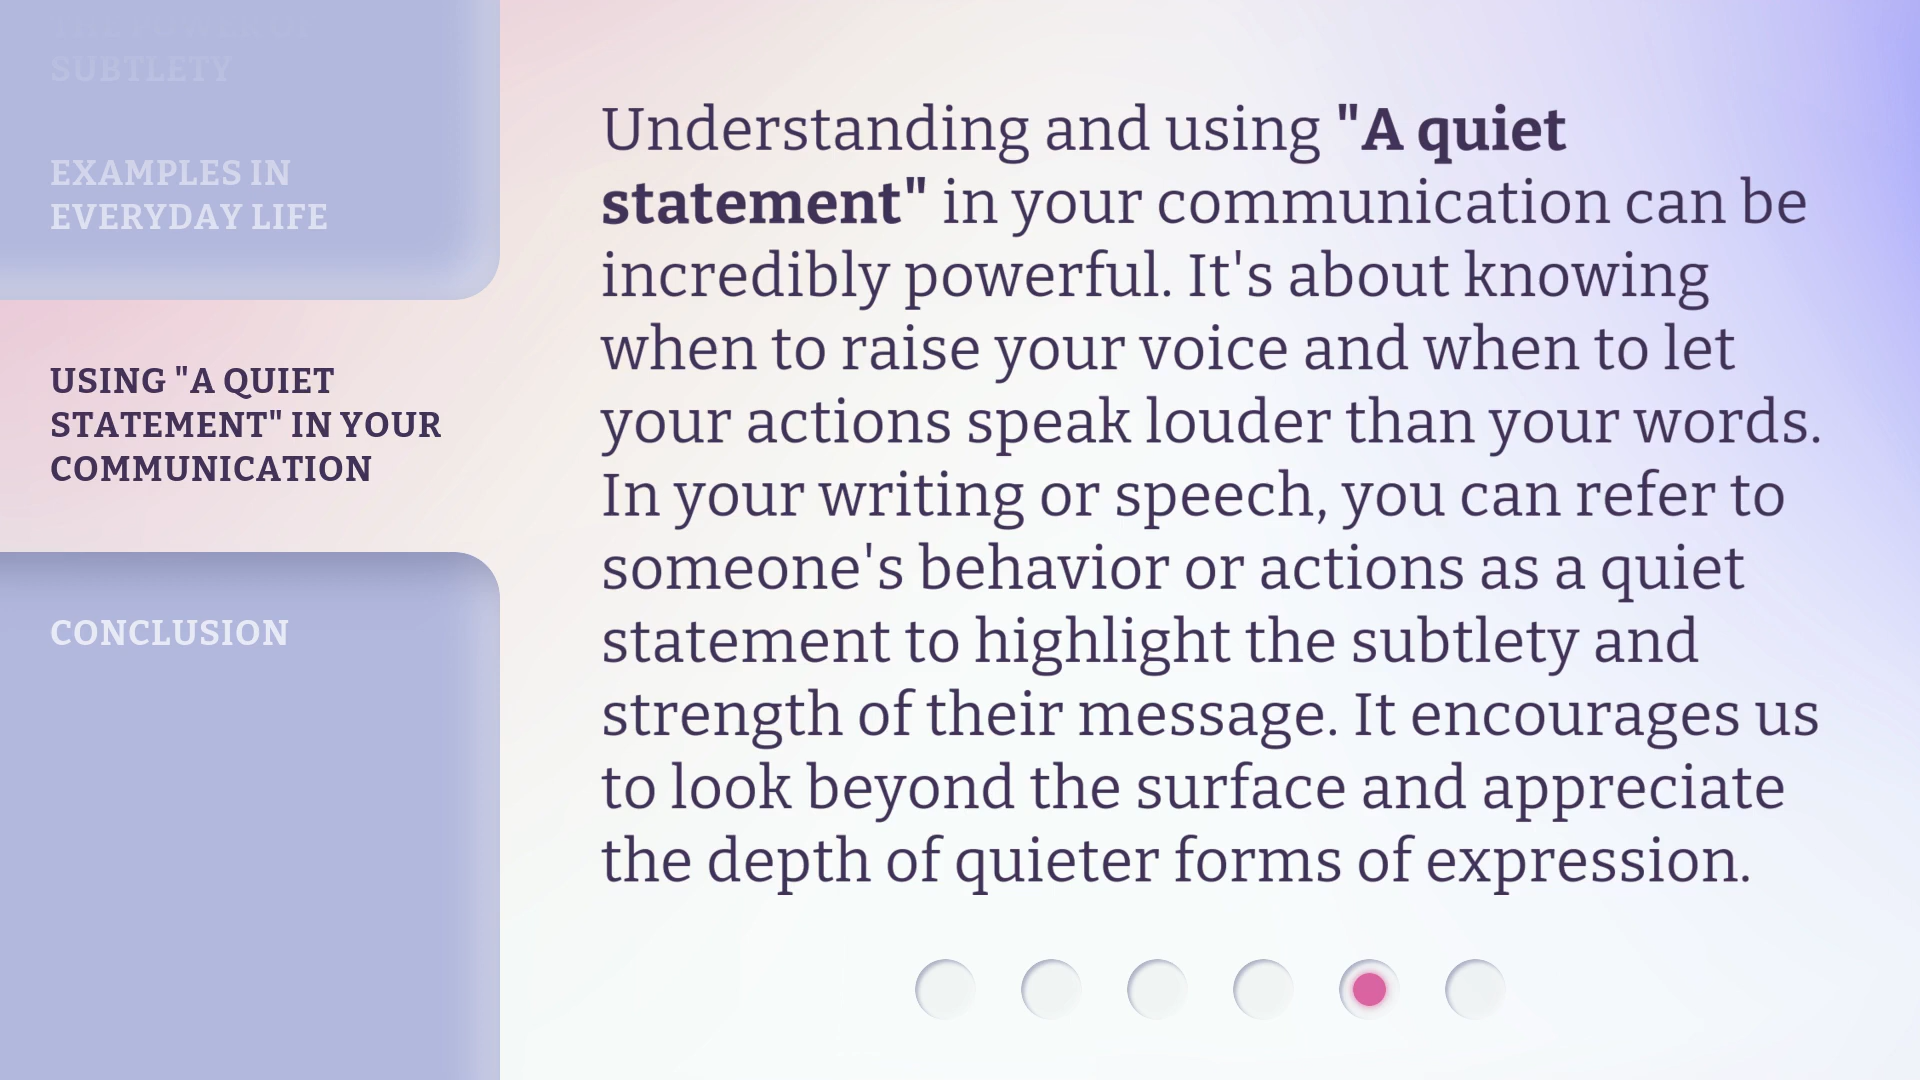 THE POWER OF
SUBTLETY
EXAMPLES IN
EVERYDAY LIFE
USING "A QUIET
STATEMENT" IN YOUR
COMMUNICATION
CONCLUSION
Understanding and using "A quiet
statement" in your communication can be
incredibly powerful. It's about knowing
when to raise your voice and when to let
your actions speak louder than your words.
In your writing or speech, you can refer to
someone's behavior or actions as a quiet
statement to highlight the subtlety and
strength of their message. It encourages us
to look beyond the surface and appreciate
the depth of quieter forms of expression.